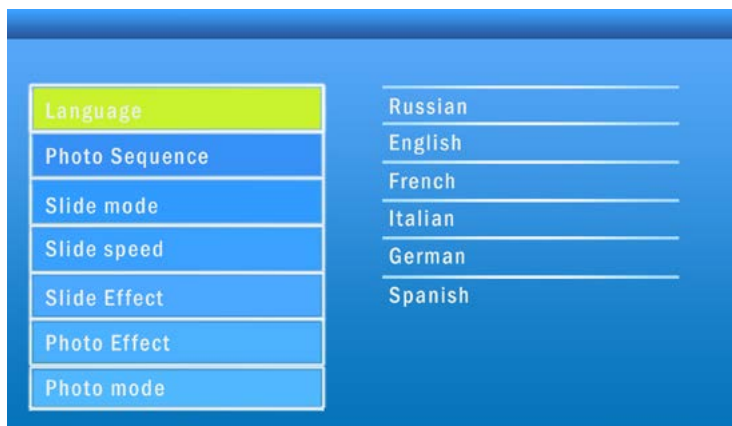 Language
Photo Sequence
Slide mode
Slide speed
Slide Effect
Photo Effect
Photo mode
Russian
English
French
Italian
German
Spanish